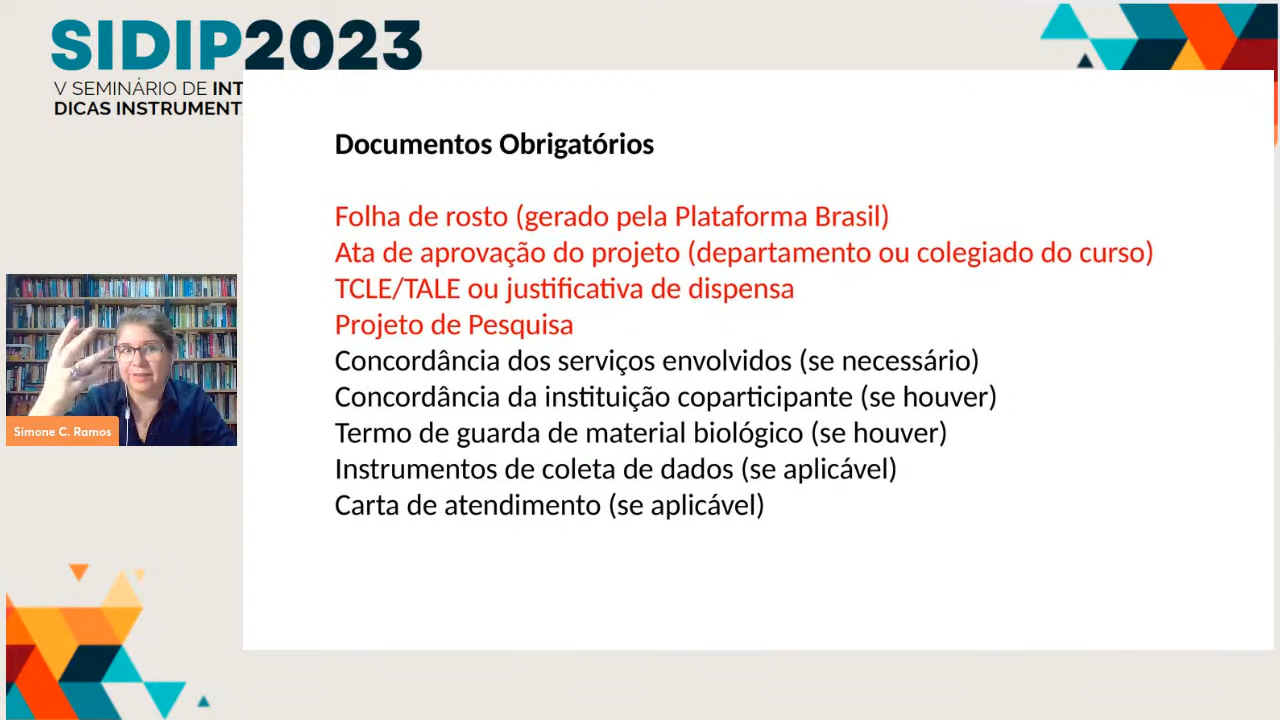 SIDIP2023
V SEMINÁRIO DE INT
DICAS INSTRUMENT
Documentos Obrigatórios
Folha de rosto (gerado pela Plataforma Brasil)
Ata de aprovação do projeto (departamento ou colegiado do curso)
TCLE/TALE ou justificativa de dispensa
Projeto de Pesquisa
Concordância dos serviços envolvidos (se necessário)
Concordância da instituição coparticipante (se houver)
Termo de guarda de material biológico (se houver)
Instrumentos de coleta de dados (se aplicável)
Carta de atendimento (se aplicável)
Simone C. Ramos